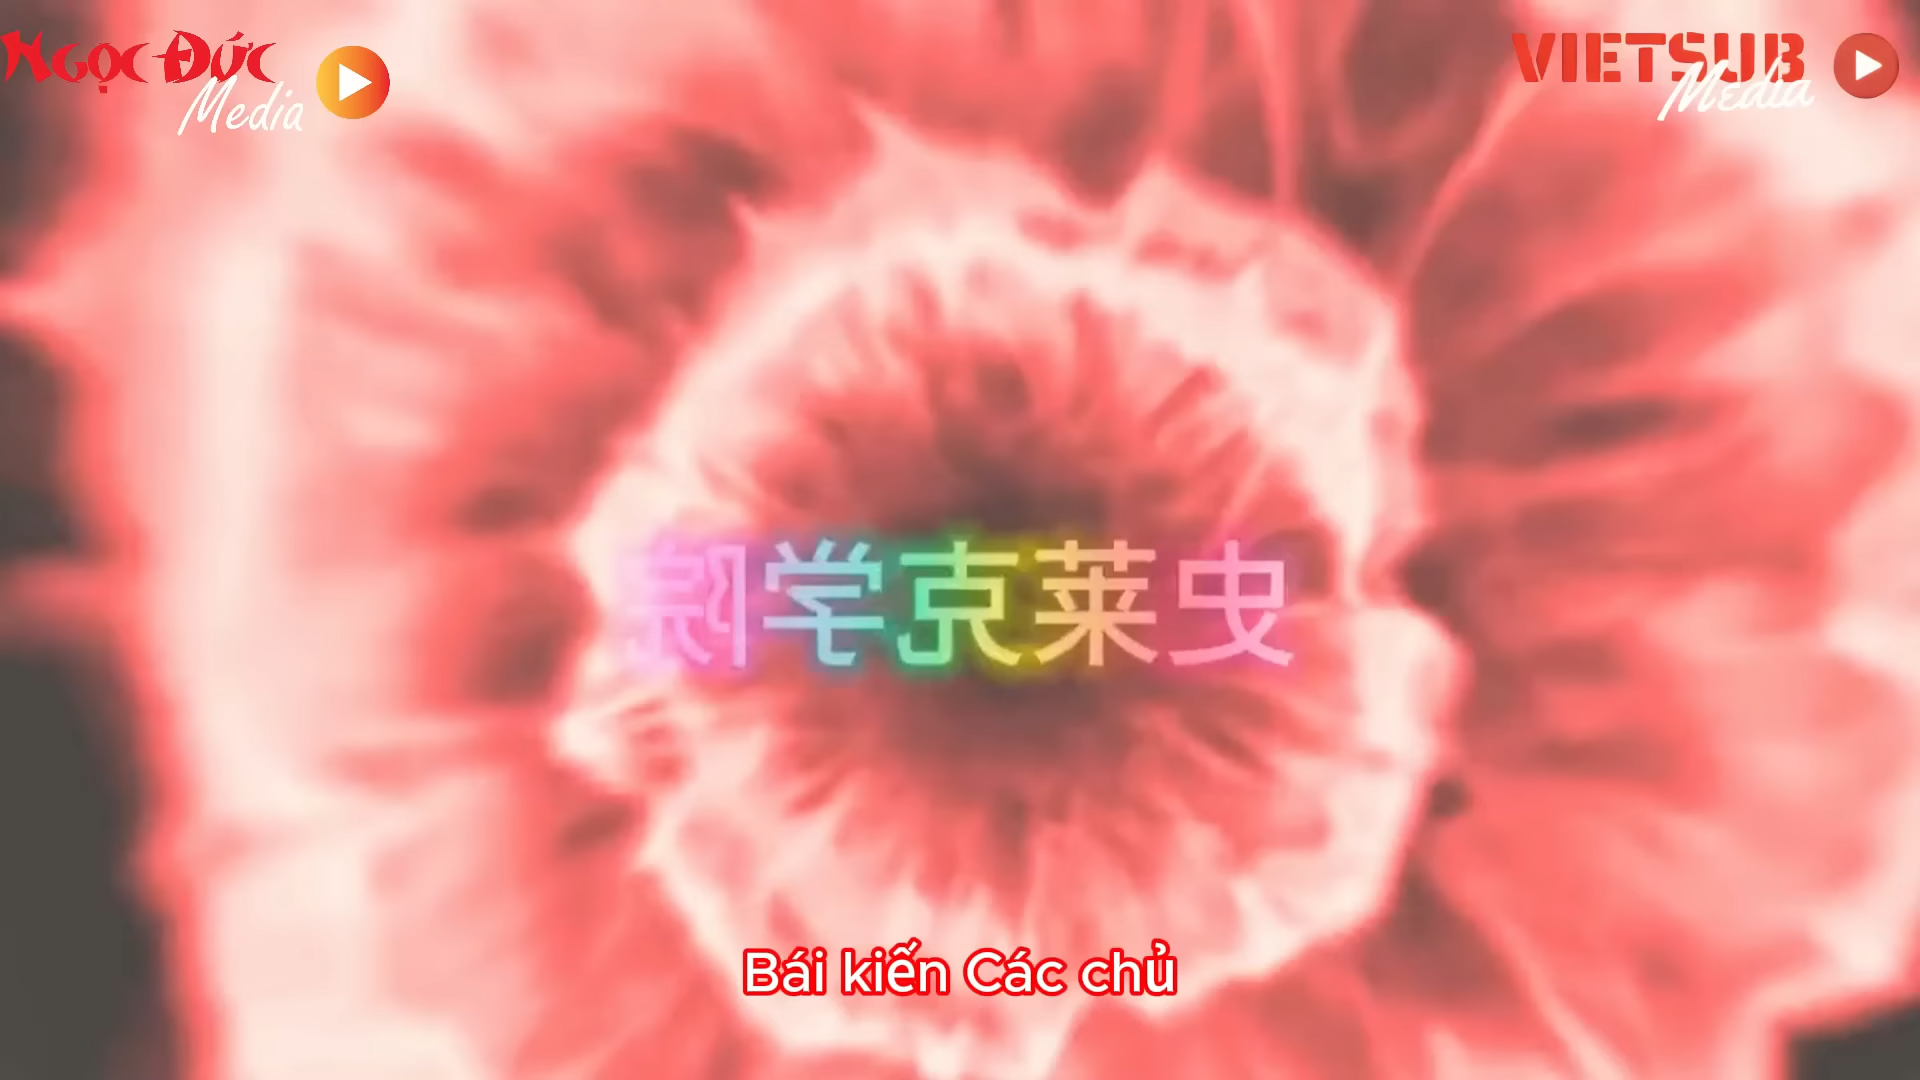 Ngọc Đức
Media
VIETSUB
Media
史莱克学院
Bái kiến Các chủ